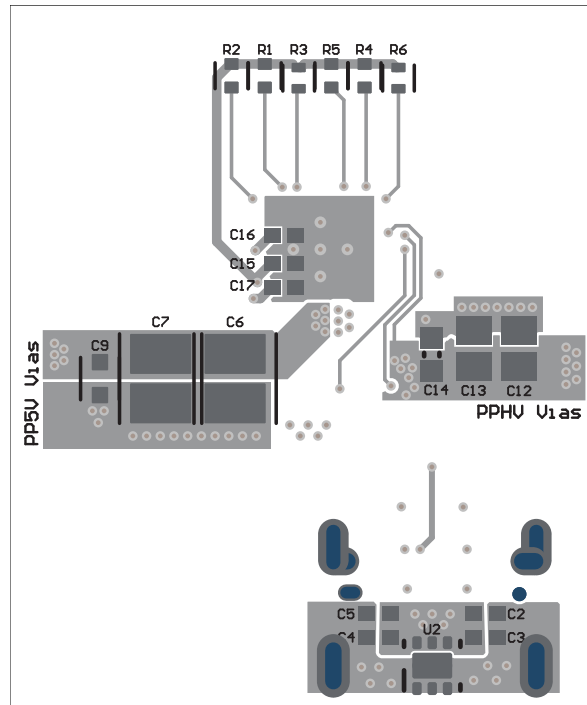 R2 R1 R3 R5 R4 R6
C16
C15
C17
C7 C6
C9
PP5V Vias
C14 C13 C12
PPHV Vias
C5 C2
U2
C4 C3